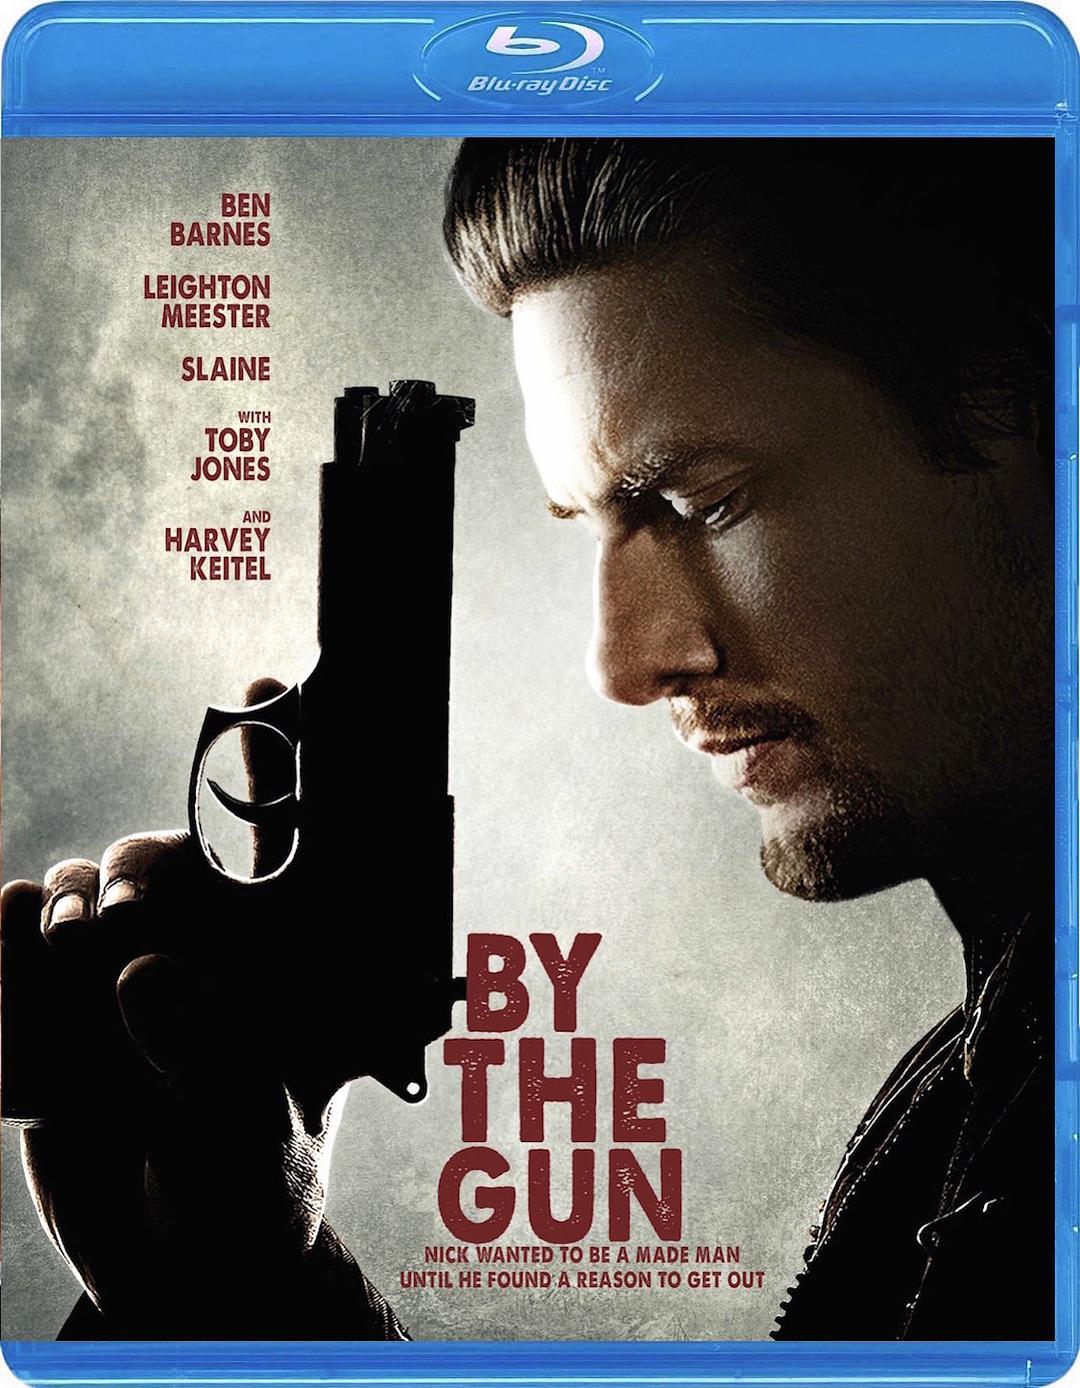 Blu-ray Disc™
BEN
BARNES
LEIGHTON
MEESTER
SLAINE
WITH
TOBY
JONES
AND
HARVEY
KEITEL
BY
THE
GUN
NICK WANTED TO BE A MADE MAN
UNTIL HE FOUND A REASON TO GET OUT